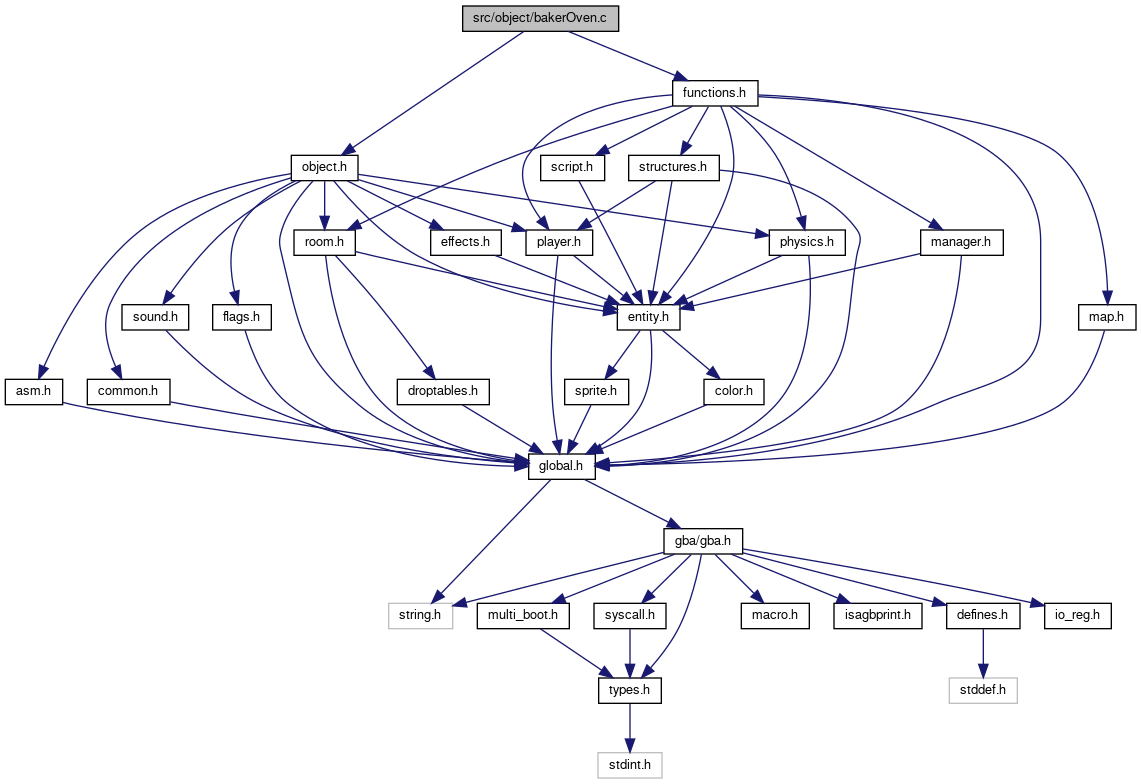 src/object/bakerOven.c
functions.h
object.h
script.h
structures.h
room.h
effects.h
player.h
physics.h
manager.h
sound.h
flags.h
entity.h
map.h
asm.h
common.h
droptables.h
sprite.h
color.h
global.h
gba/gba.h
string.h
multi_boot.h
syscall.h
macro.h
isagbprint.h
defines.h
io_reg.h
types.h
stddef.h
stdint.h